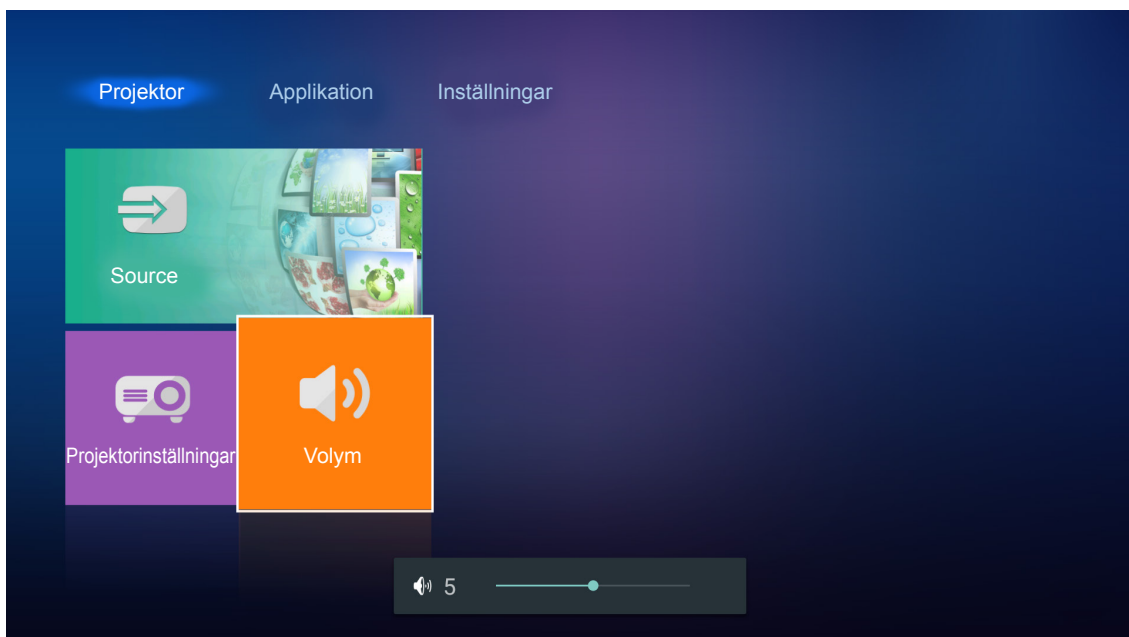 Projektor
Applikation
Inställningar
Source
Projektorinställningar
Volym
5